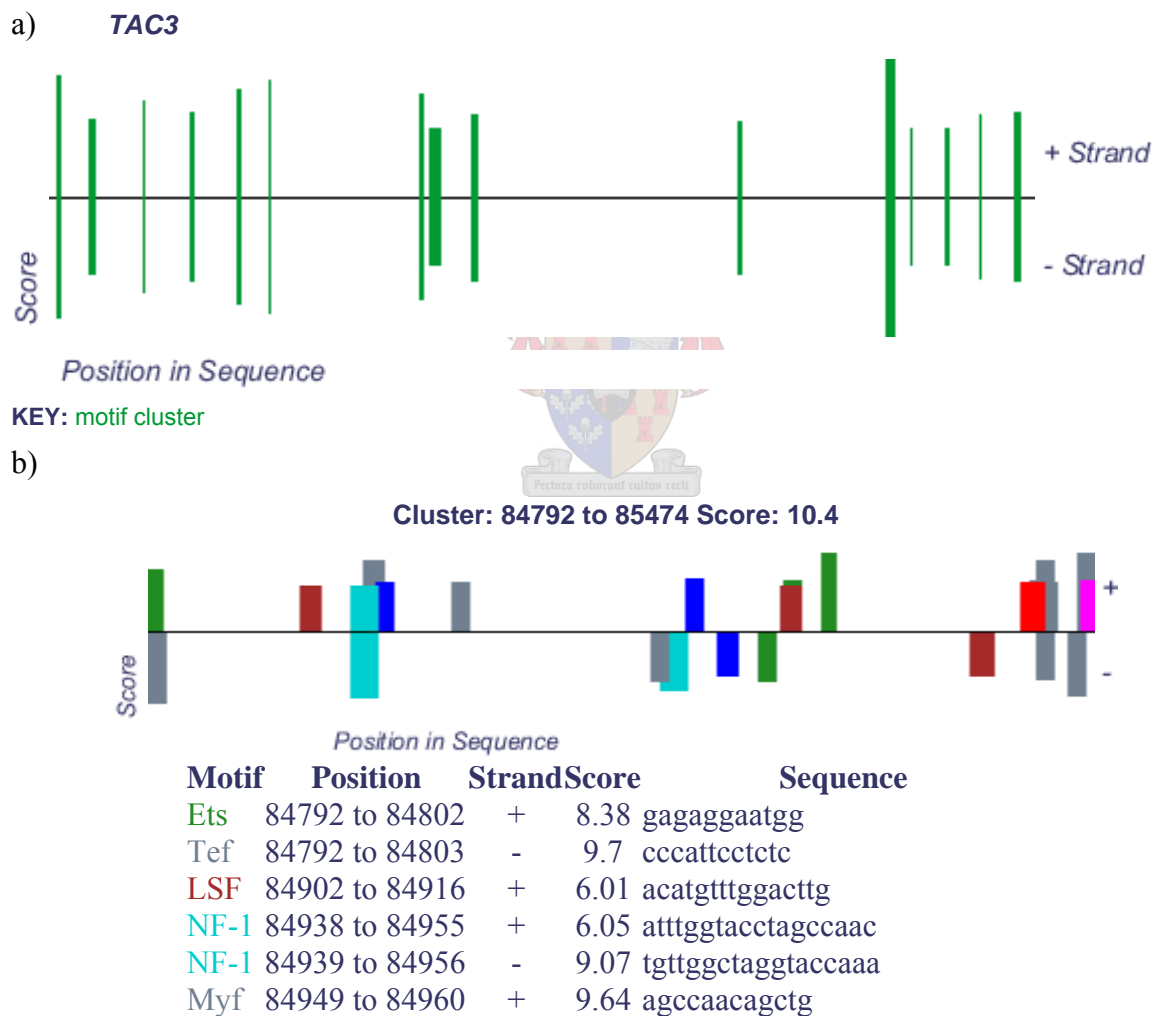 a) TAC3
+ Strand
- Strand
Score
Position in Sequence
KEY: motif cluster
Pectora roborant cultus recti
b)
Cluster: 84792 to 85474 Score: 10.4
+
Score
-
Position in Sequence
Motif Position Strand Score Sequence
Ets 84792 to 84802 + 8.38 gagaggaatgg
Tef 84792 to 84803 - 9.7 cccattcctctc
LSF 84902 to 84916 + 6.01 acatgtttggacttg
NF-1 84938 to 84955 + 6.05 atttggtacctagccaac
NF-1 84939 to 84956 - 9.07 tgttggctaggtaccaaa
Myf 84949 to 84960 + 9.64 agccaacagctg